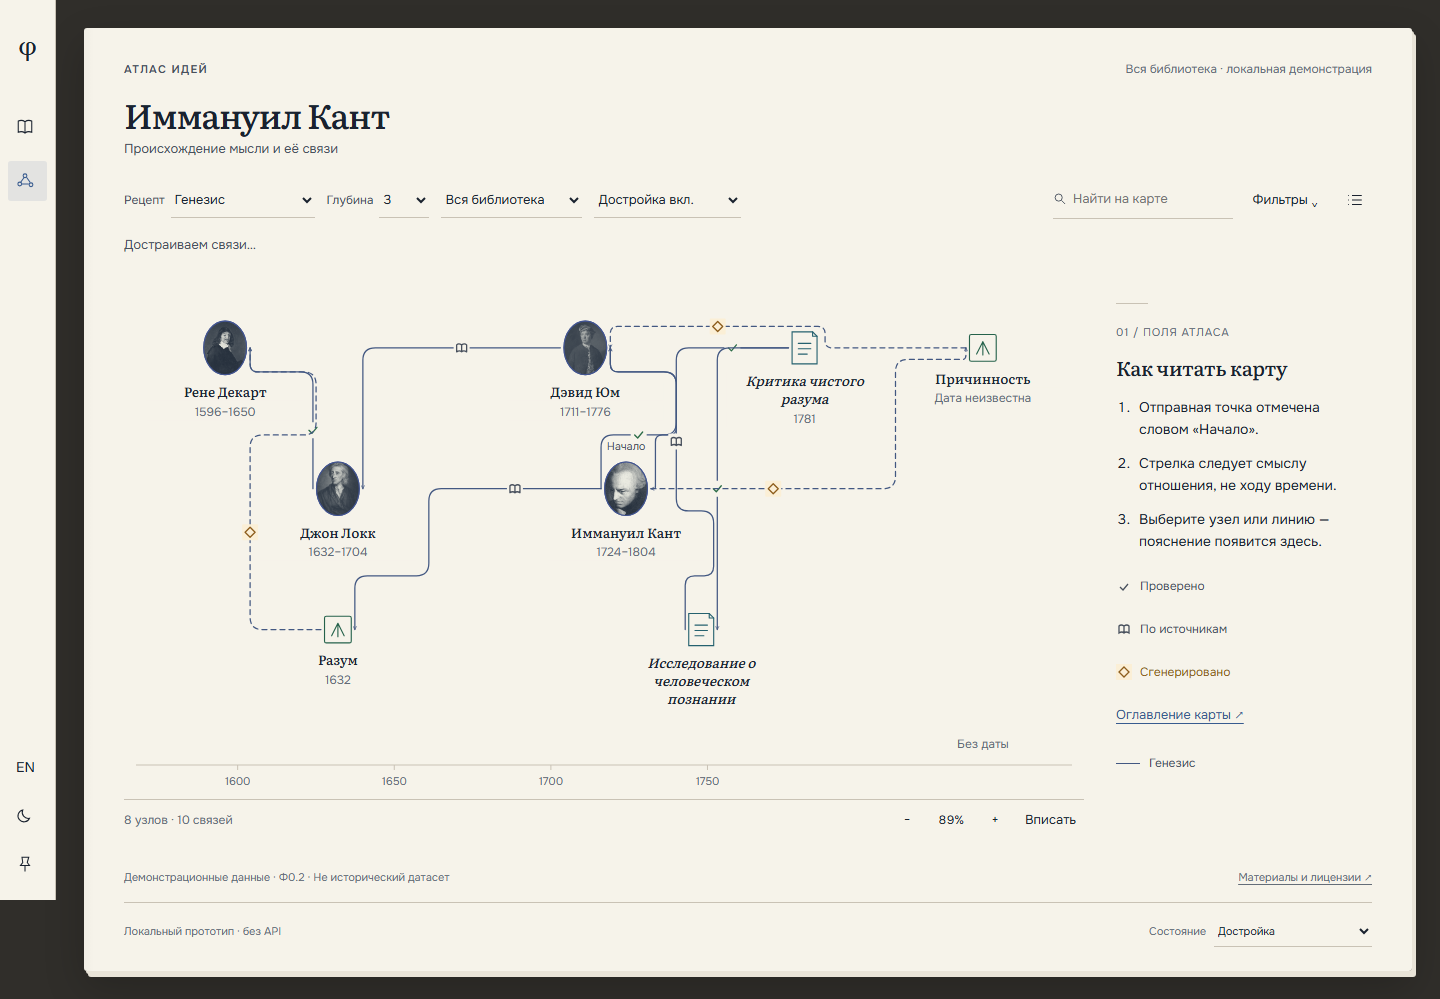 φ
АТЛАС ИДЕЙ
Вся библиотека · локальная демонстрация
Иммануил Кант
Происхождение мысли и её связи
Рецепт Генезис Глубина 3 Вся библиотека Достройка вкл. Найти на карте Фильтры
Достраиваем связи...
01 / ПОЛЯ АТЛАСА
Как читать карту
1. Отправная точка отмечена
словом «Начало».
2. Стрелка следует смыслу
отношения, не ходу времени.
3. Выберите узел или линию —
пояснение появится здесь.
Проверено
По источникам
Сгенерировано
Оглавление карты ↗
Генезис
Рене Декарт
1596–1650
Дэвид Юм
1711–1776
Критика чистого
разума
1781
Причинность
Дата неизвестна
Начало
Джон Локк
1632–1704
Иммануил Кант
1724–1804
Разум
1632
Исследование о
человеческом
познании
Без даты
1600 1650 1700 1750
8 узлов · 10 связей
− 89% + Вписать
EN
Демонстрационные данные · Ф0.2 · Не исторический датасет
Материалы и лицензии ↗
Локальный прототип · без API
Состояние Достройка